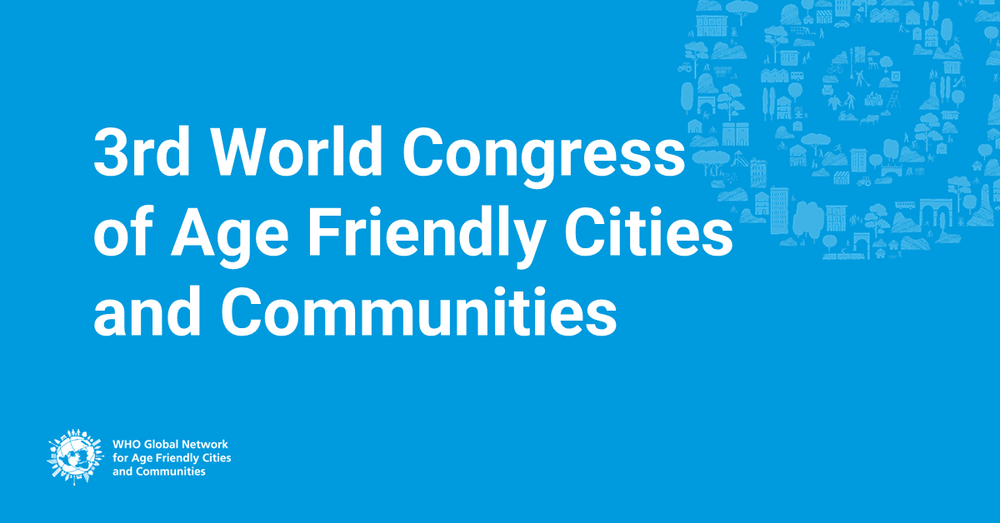 3rd World Congress
of Age Friendly Cities
and Communities
WHO Global Network
for Age Friendly Cities
and Communities